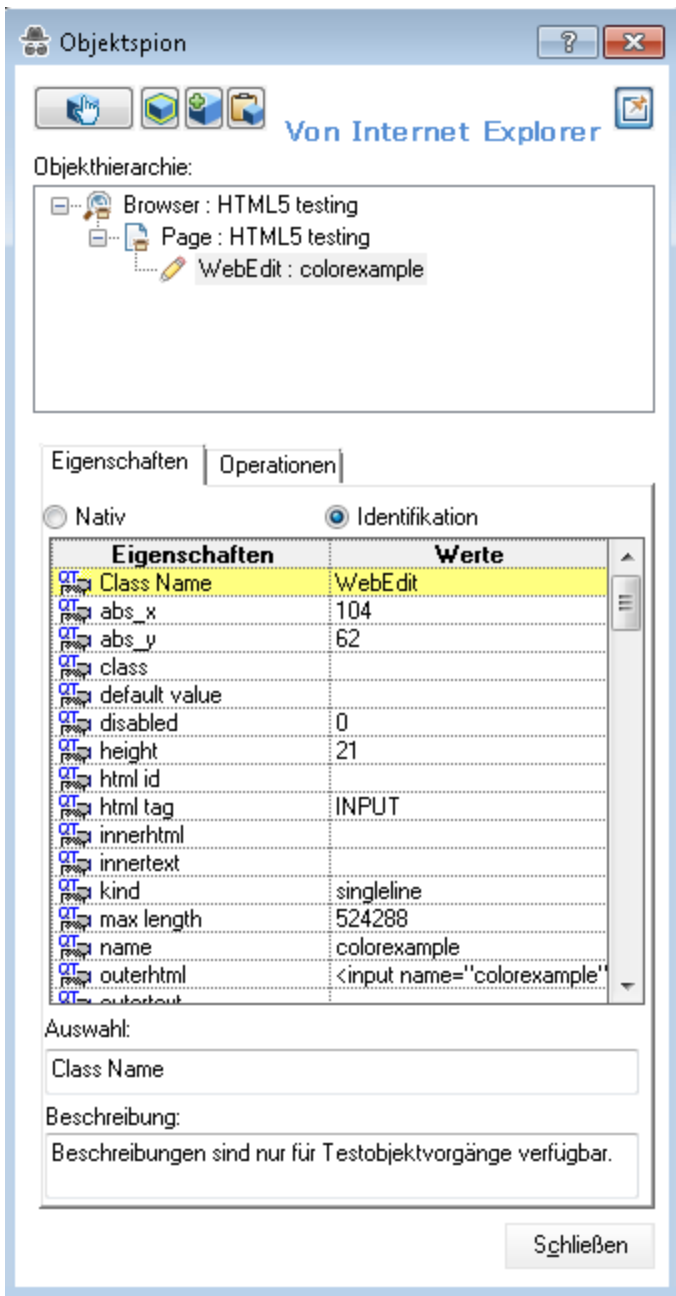 Objektspion
Von Internet Explorer
Objekthierarchie:
Browser : HTML5 testing
Page : HTML5 testing
WebEdit : colorexample
Eigenschaften Operationen
Nativ Identifikation
Eigenschaften Werte
Class Name WebEdit
abs_x 104
abs_y 62
class
default value
disabled 0
height 21
html id
html tag INPUT
innerhtml
innertext
kind singleline
max length 524288
name colorexample
outerhtml <input name="colorexample"
outertext
Auswahl:
Class Name
Beschreibung:
Beschreibungen sind nur für Testobjektvorgänge verfügbar.
Schließen